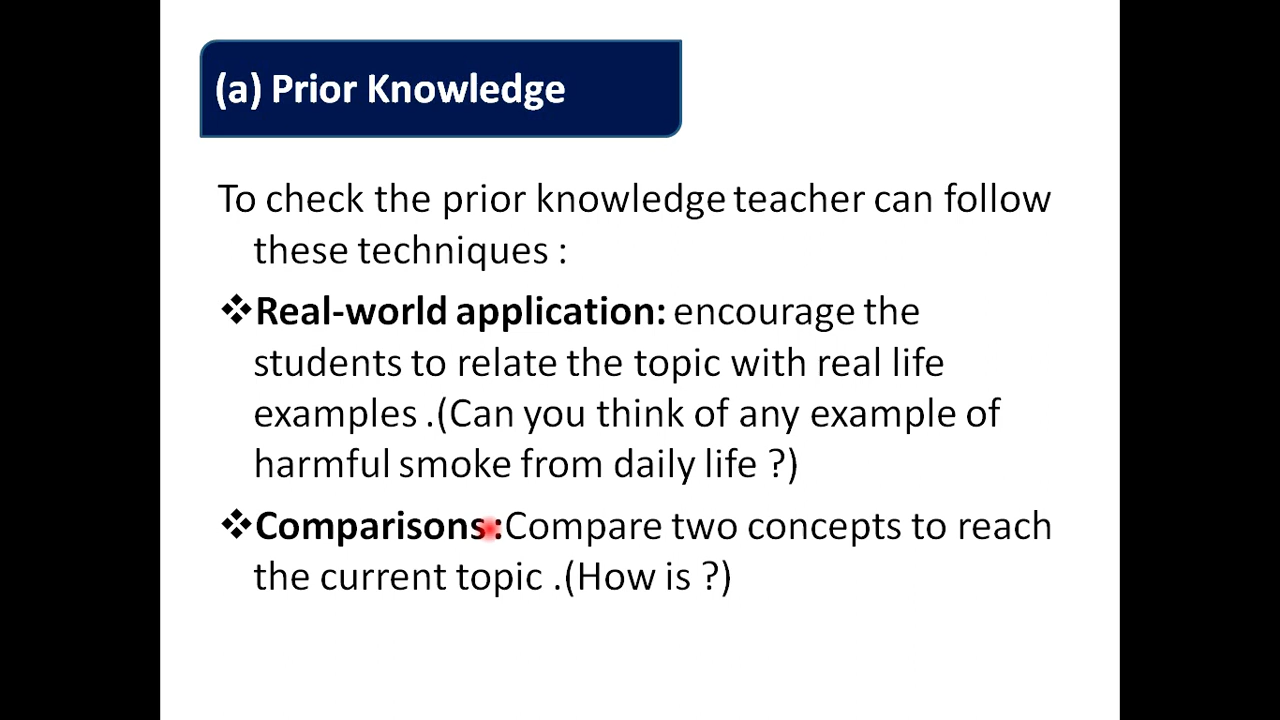 (a) Prior Knowledge
To check the prior knowledge teacher can follow
these techniques :
❖Real-world application: encourage the
students to relate the topic with real life
examples .(Can you think of any example of
harmful smoke from daily life ?)
❖Comparisons :Compare two concepts to reach
the current topic .(How is ?)